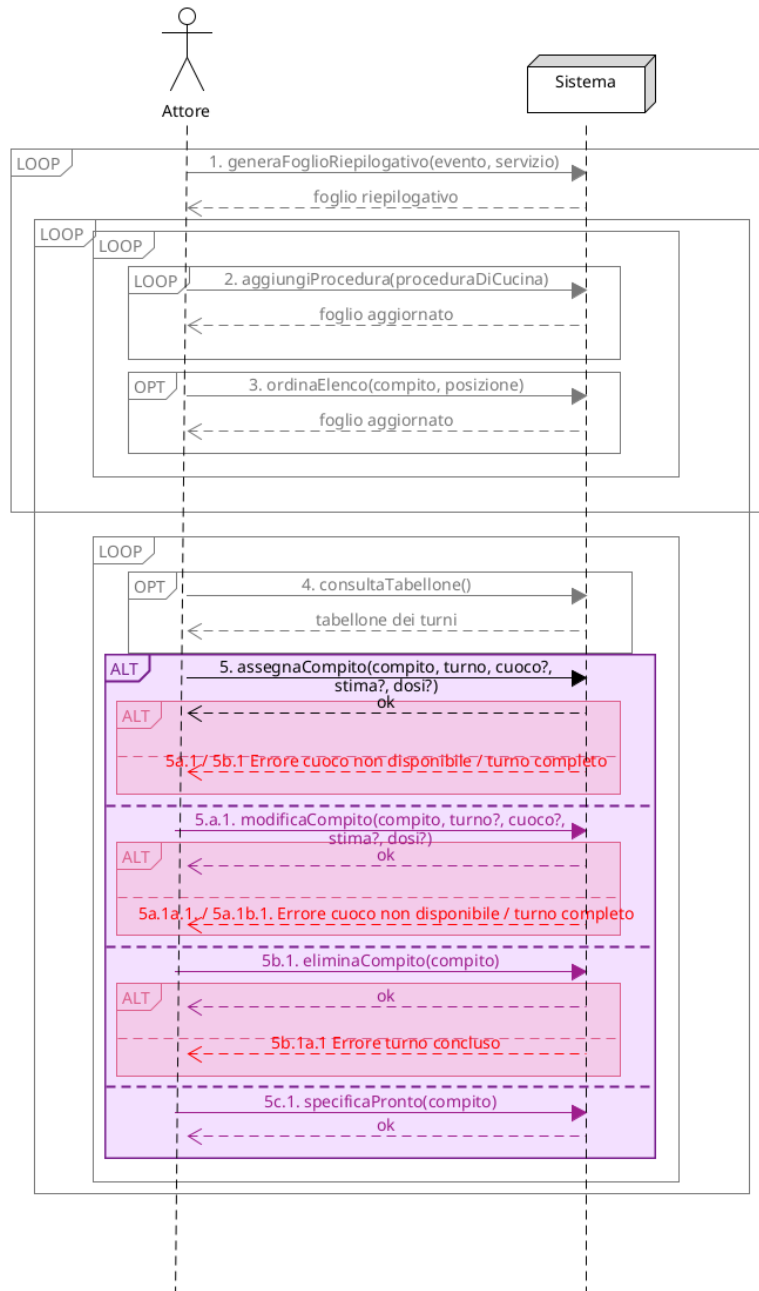 Attore
Sistema
LOOP
1. generaFoglioRiepilogativo(evento, servizio)
foglio riepilogativo
LOOP
LOOP
LOOP
2. aggiungiProcedura(proceduraDiCucina)
foglio aggiornato
OPT
3. ordinaElenco(compito, posizione)
foglio aggiornato
LOOP
OPT
4. consultaTabellone()
tabellone dei turni
ALT
5. assegnaCompito(compito, turno, cuoco?,
stima?, dosi?)
ok
ALT
5a.1 / 5b.1 Errore cuoco non disponibile / turno completo
5.a.1. modificaCompito(compito, turno?, cuoco?,
stima?, dosi?)
ok
ALT
5a.1a.1. / 5a.1b.1. Errore cuoco non disponibile / turno completo
5b.1. eliminaCompito(compito)
ALT
ok
5b.1a.1 Errore turno concluso
5c.1. specificaPronto(compito)
ok